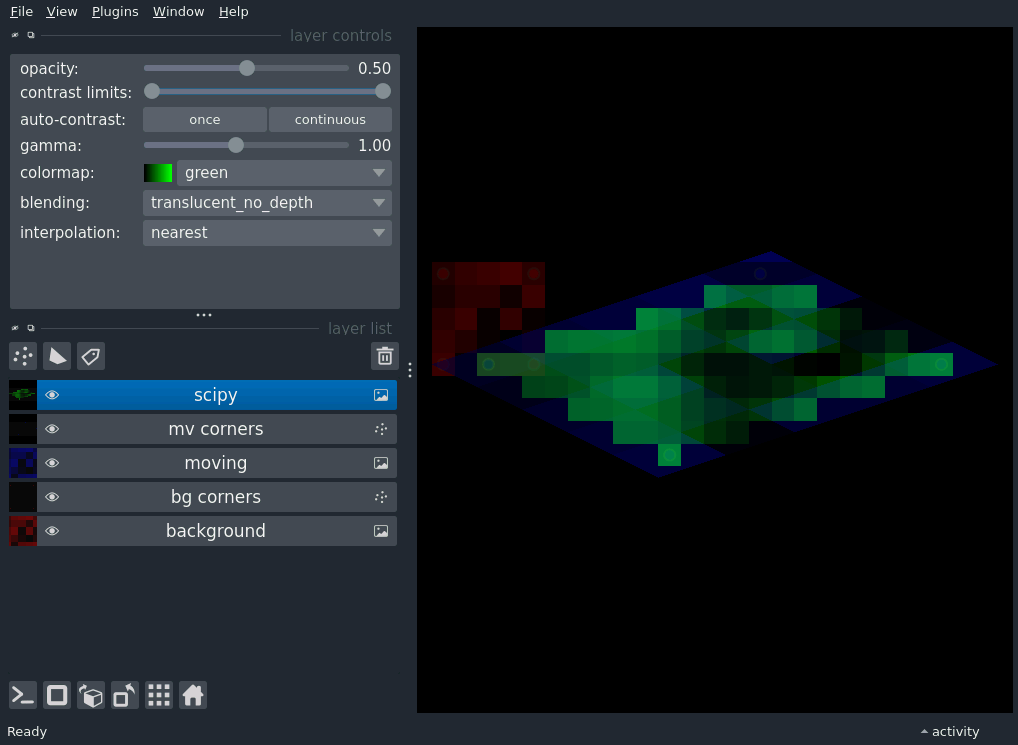 File View Plugins Window Help
layer controls
opacity: 0.50
contrast limits:
auto-contrast: once continuous
gamma: 1.00
colormap: green
blending: translucent_no_depth
interpolation: nearest
layer list
scipy
mv corners
moving
bg corners
background
Ready activity